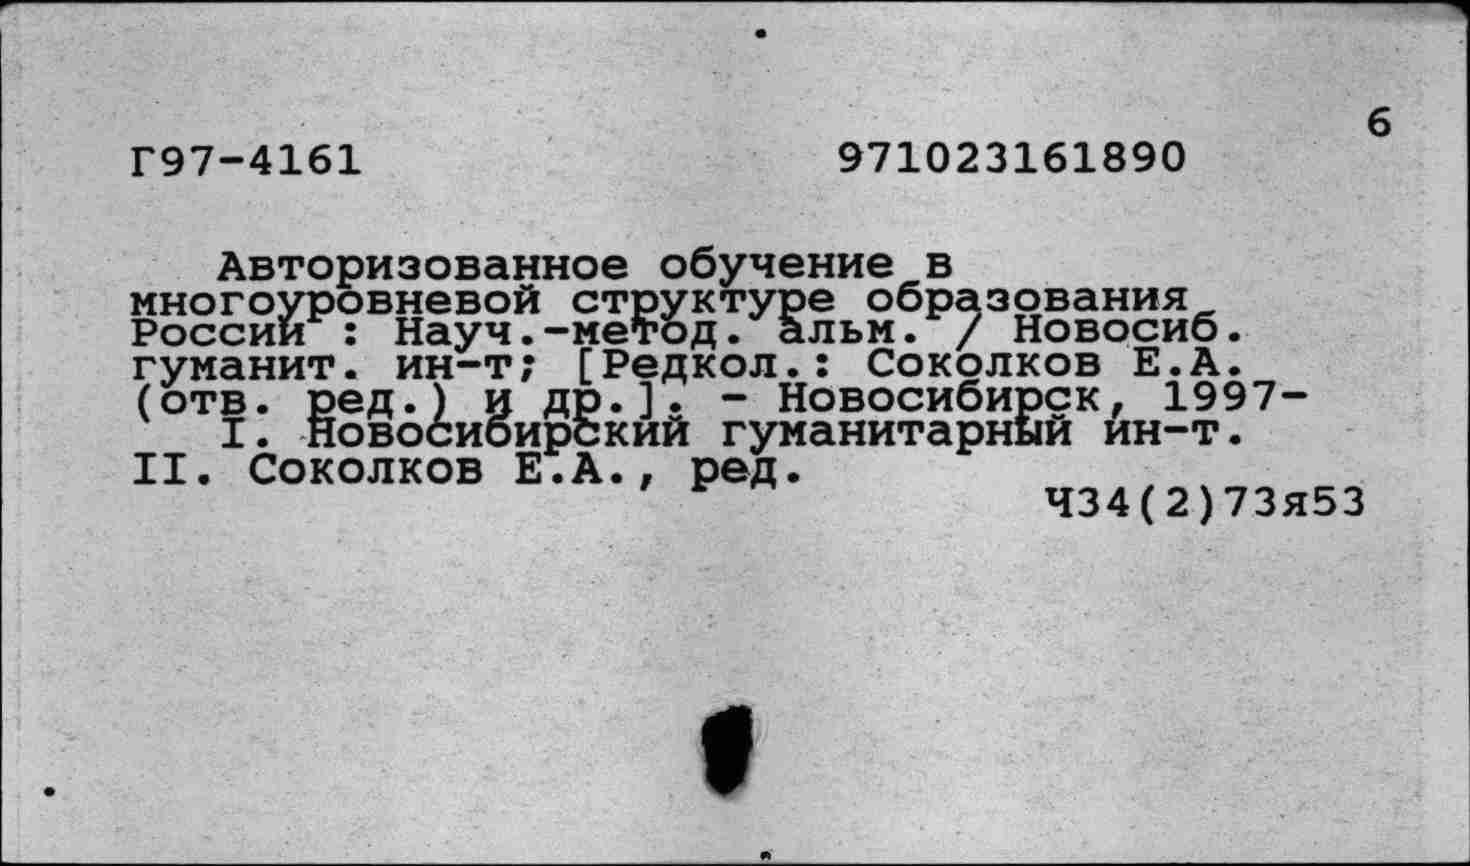 6
Г97-4161 971023161890
Авторизованное обучение в
многоуровневой структуре образования
России : Науч.-метод. альм. / Новосиб.
гуманит. ин-т; [Редкол.: Соколков Е.А.
(отв. ред.) и др.]. - Новосибирск, 1997-
I. Новосибирский гуманитарный ин-т.
II. Соколков Е.А., ред.
Ч34(2)73я53